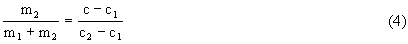 m₂/(m₁ + m₂) = (c − c₁)/(c₂ − c₁) (4)